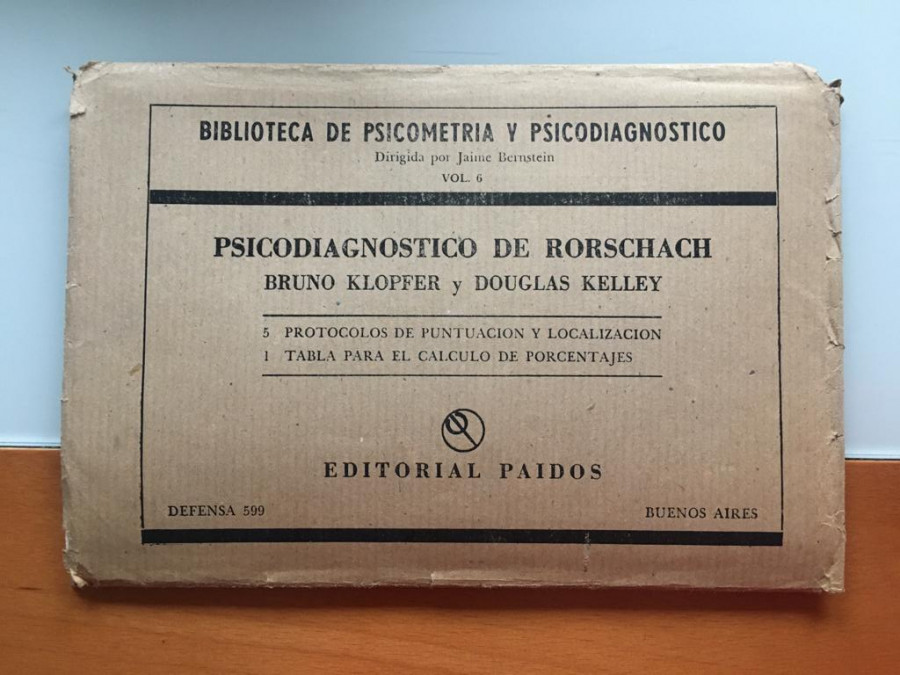 BIBLIOTECA DE PSICOMETRIA Y PSICODIAGNOSTICO
Dirigida por Jaime Bernstein
VOL. 6
PSICODIAGNOSTICO DE RORSCHACH
BRUNO KLOPFER y DOUGLAS KELLEY
5 PROTOCOLOS DE PUNTUACION Y LOCALIZACION
1 TABLA PARA EL CALCULO DE PORCENTAJES
EDITORIAL PAIDOS
DEFENSA 599 BUENOS AIRES